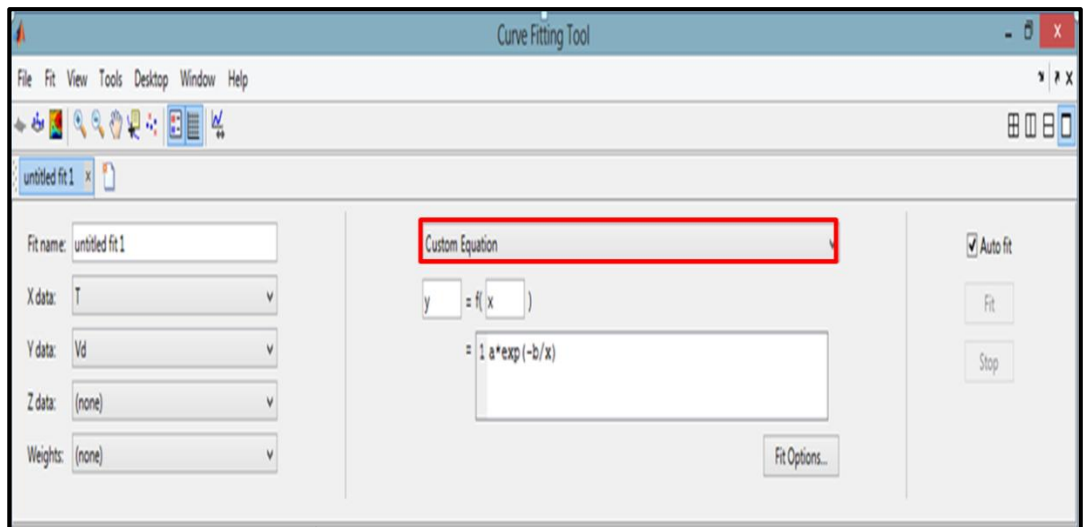 Curve Fitting Tool
File Fit View Tools Desktop Window Help
untitled fit 1
Fit name: untitled fit 1
Custom Equation
Auto fit
X data: T
y = f( x )
Fit
Y data: Vd
= 1 a*exp(-b/x)
Stop
Z data: (none)
Weights: (none)
Fit Options...